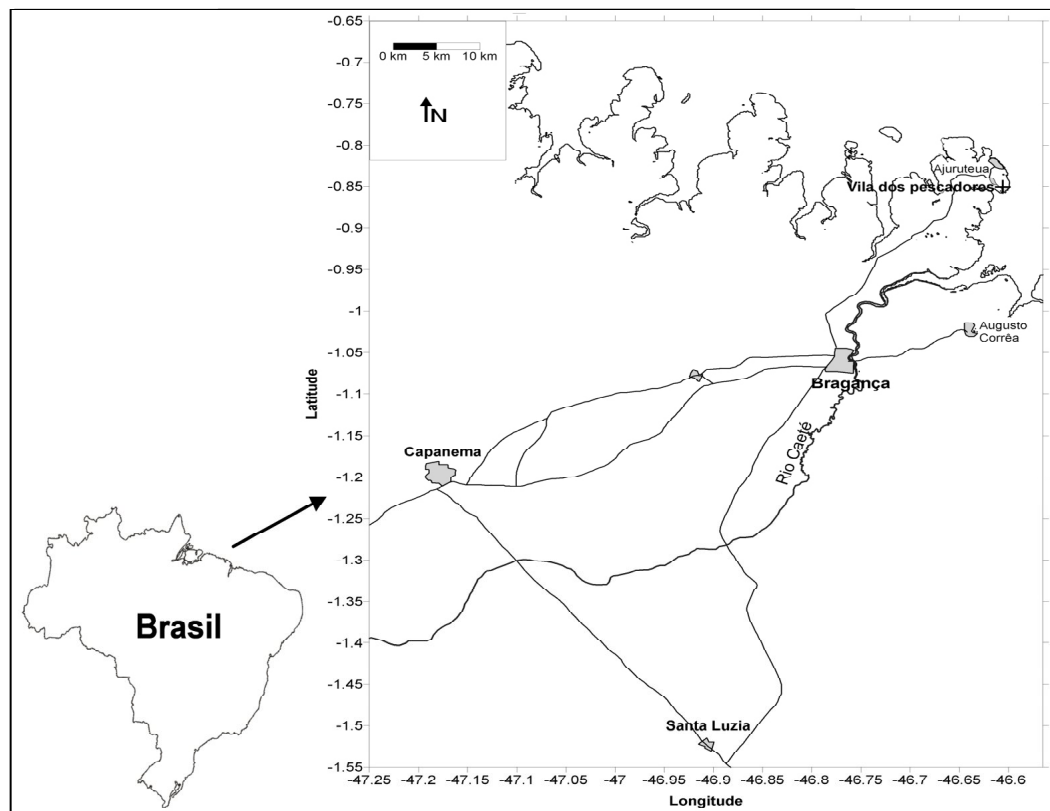 -0.65
-0.7
-0.75
-0.8
-0.85
-0.9
-0.95
-1
-1.05
-1.1
-1.15
-1.2
-1.25
-1.3
-1.35
-1.4
-1.45
-1.5
-1.55
Latitude
0 km 5 km 10 km
N
Ajuruteua
Vila dos pescadores
Augusto
Corrêa
Bragança
Rio Caeté
Capanema
Santa Luzia
Brasil
-47.25 -47.2 -47.15 -47.1 -47.05 -47 -46.95 -46.9 -46.85 -46.8 -46.75 -46.7 -46.65 -46.6
Longitude